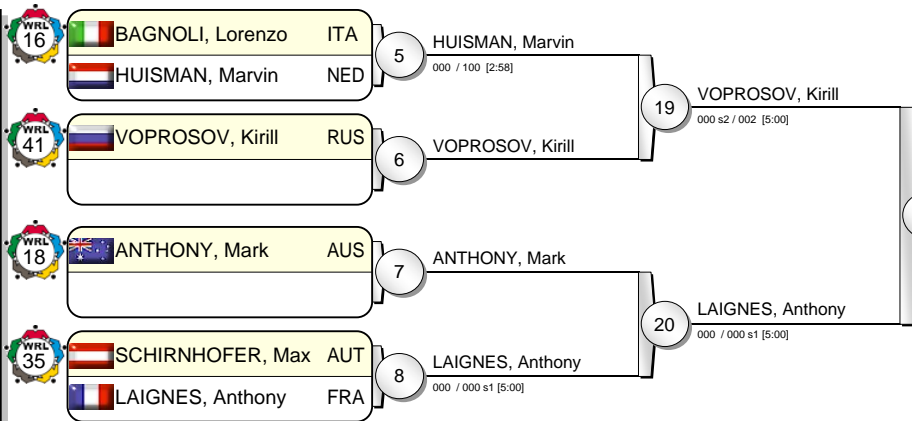 WRL
16
BAGNOLI, Lorenzo ITA
HUISMAN, Marvin NED
5
HUISMAN, Marvin
000 / 100 [2:58]
WRL
41
VOPROSOV, Kirill RUS
6
VOPROSOV, Kirill
19
VOPROSOV, Kirill
000 s2 / 002 [5:00]
WRL
18
ANTHONY, Mark AUS
7
ANTHONY, Mark
WRL
35
SCHIRNHOFER, Max AUT
LAIGNES, Anthony FRA
8
LAIGNES, Anthony
000 / 000 s1 [5:00]
20
LAIGNES, Anthony
000 / 000 s1 [5:00]